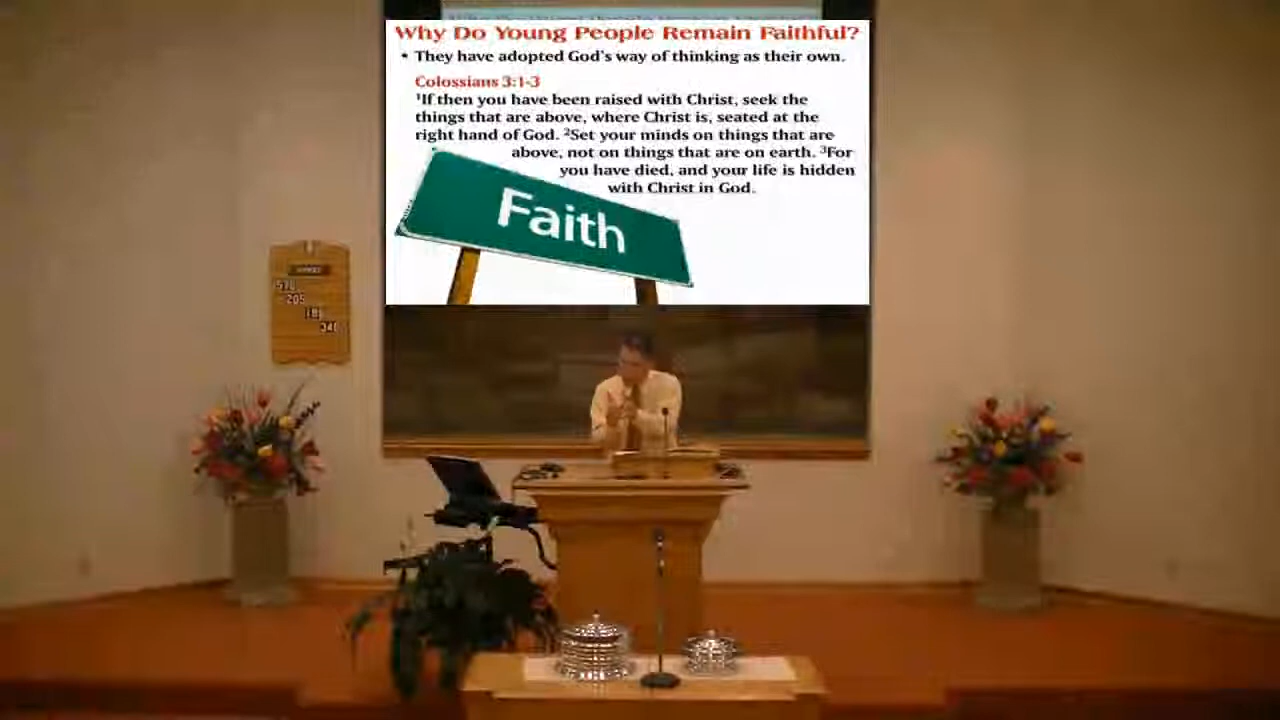 Why Do Young People Remain Faithful?
• They have adopted God's way of thinking as their own.
Colossians 3:1-3
¹If then you have been raised with Christ, seek the
things that are above, where Christ is, seated at the
right hand of God. ²Set your minds on things that are
above, not on things that are on earth. ³For
you have died, and your life is hidden
with Christ in God.
Faith
205